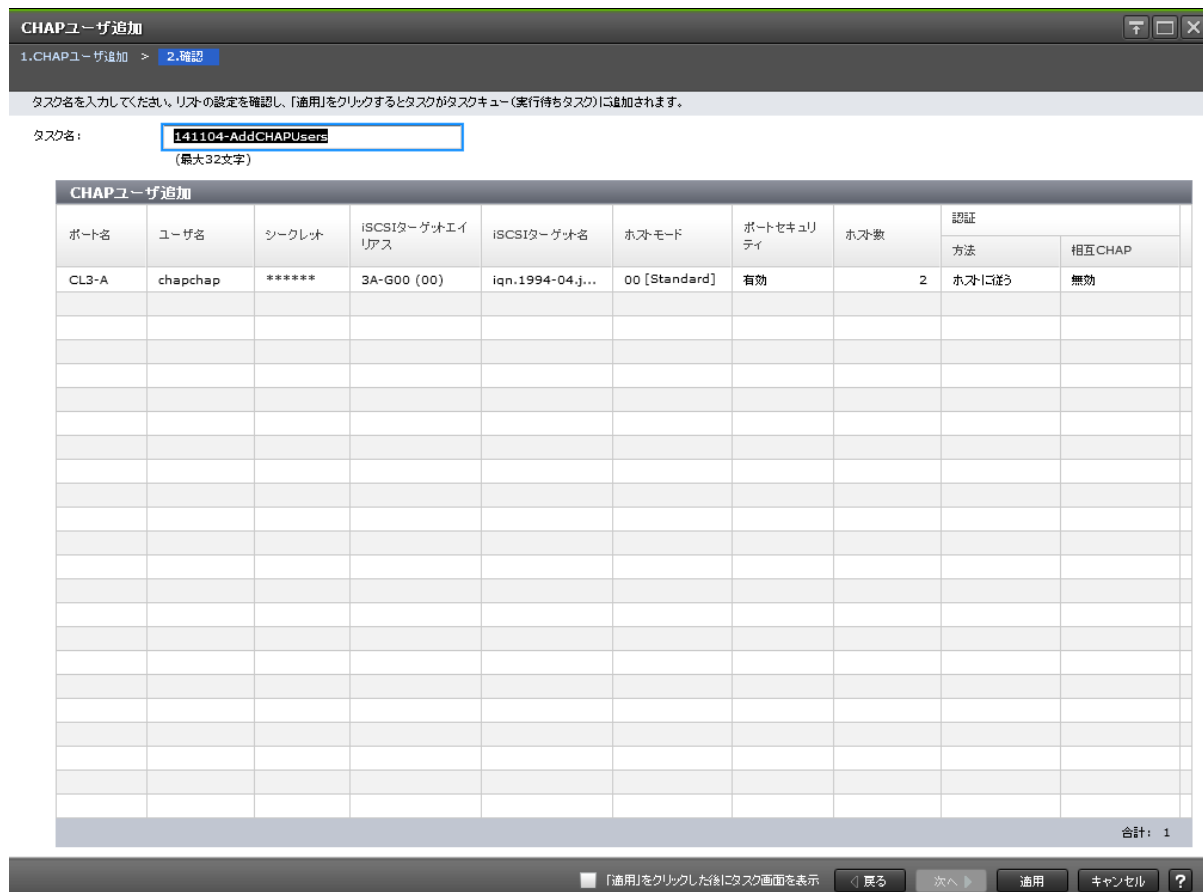 CHAPユーザ追加
1.CHAPユーザ追加 > 2.確認
タスク名を入力してください。リストの設定を確認し、「適用」をクリックするとタスクがタスクキュー(実行待ちタスク)に追加されます。
タスク名: 141104-AddCHAPUsers
(最大32文字)
CHAPユーザ追加
ポート名 ユーザ名 シークレット iSCSIターゲットエイリアス iSCSIターゲット名 ホストモード ポートセキュリティ ホスト数 認証
方法 相互CHAP
CL3-A chapchap ****** 3A-G00 (00) iqn.1994-04.j... 00 [Standard] 有効 2 ホストに従う 無効
合計: 1
「適用」をクリックした後にタスク画面を表示 戻る 次へ 適用 キャンセル ?